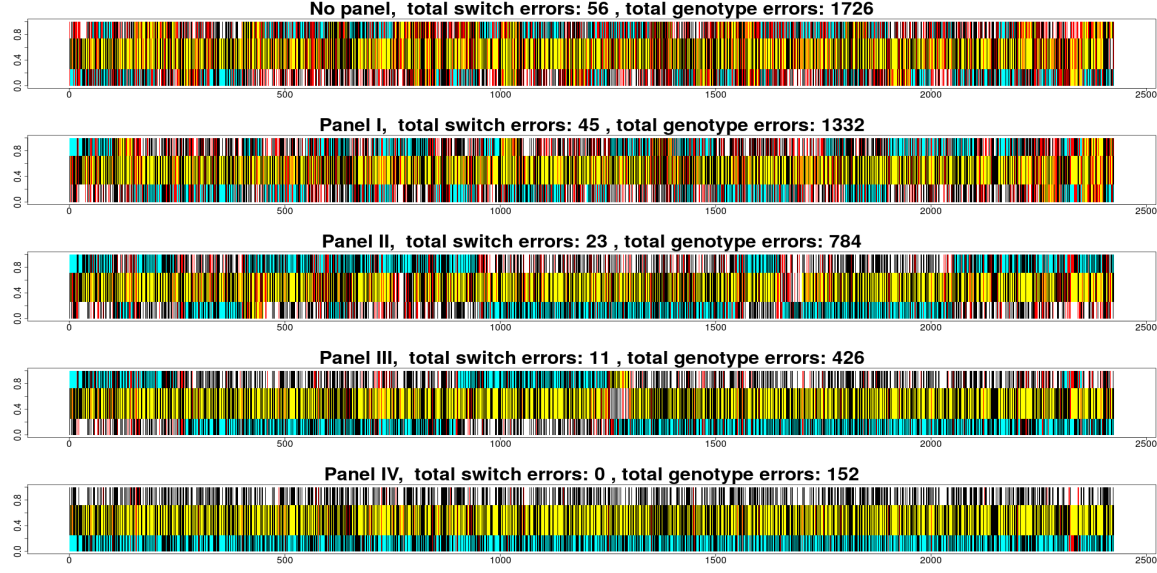 No panel, total switch errors: 56 , total genotype errors: 1726
0.0 0.4 0.8
0 500 1000 1500 2000 2500
Panel I, total switch errors: 45 , total genotype errors: 1332
0.0 0.4 0.8
0 500 1000 1500 2000 2500
Panel II, total switch errors: 23 , total genotype errors: 784
0.0 0.4 0.8
0 500 1000 1500 2000 2500
Panel III, total switch errors: 11 , total genotype errors: 426
0.0 0.4 0.8
0 500 1000 1500 2000 2500
Panel IV, total switch errors: 0 , total genotype errors: 152
0.0 0.4 0.8
0 500 1000 1500 2000 2500